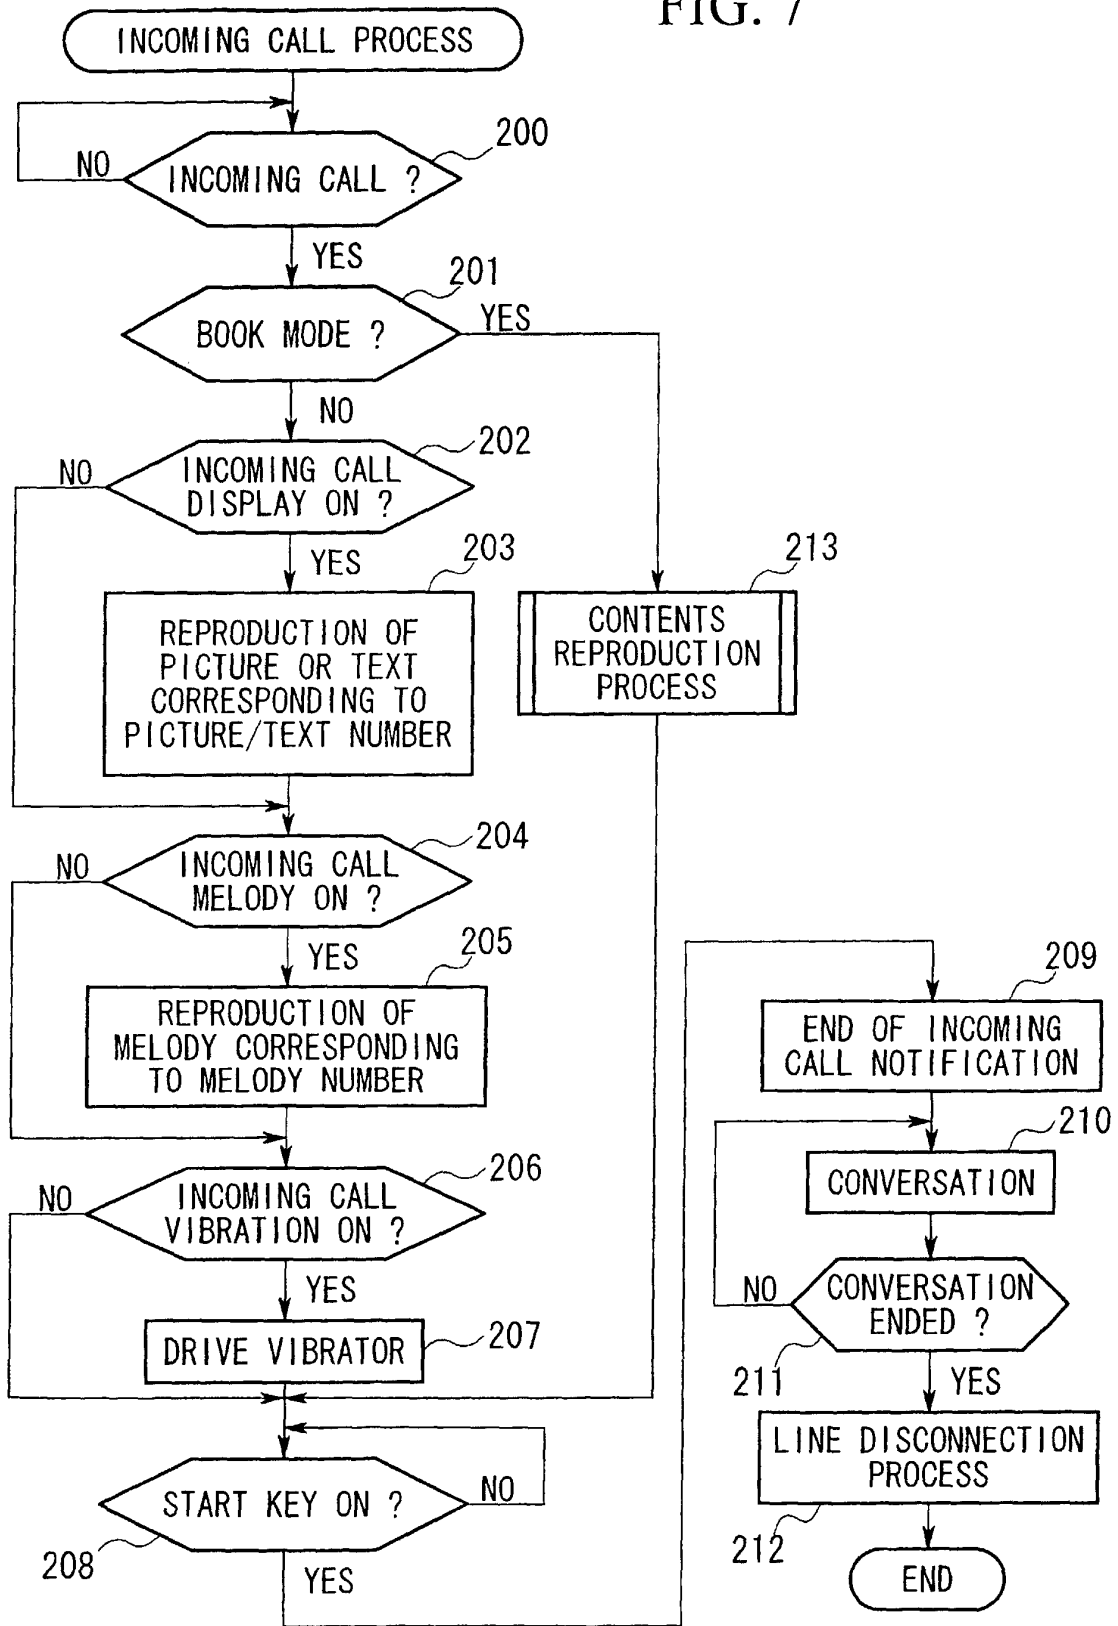 FIG. 7
INCOMING CALL PROCESS
200
NO
INCOMING CALL ?
YES
201
BOOK MODE ?
YES
NO
202
NO
INCOMING CALL
DISPLAY ON ?
YES
203
REPRODUCTION OF
PICTURE OR TEXT
CORRESPONDING TO
PICTURE/TEXT NUMBER
213
CONTENTS
REPRODUCTION
PROCESS
204
NO
INCOMING CALL
MELODY ON ?
YES
205
REPRODUCTION OF
MELODY CORRESPONDING
TO MELODY NUMBER
206
NO
INCOMING CALL
VIBRATION ON ?
YES
DRIVE VIBRATOR
207
START KEY ON ?
NO
208
YES
209
END OF INCOMING
CALL NOTIFICATION
210
CONVERSATION
NO
CONVERSATION
ENDED ?
211
YES
LINE DISCONNECTION
PROCESS
212
END